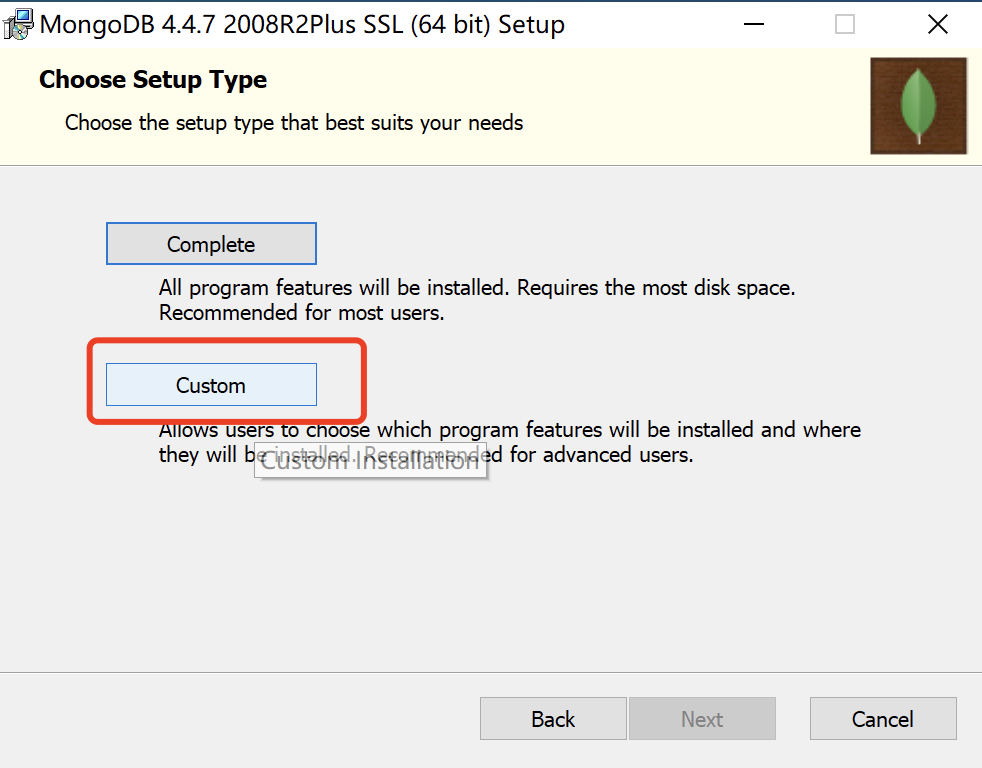 MongoDB 4.4.7 2008R2Plus SSL (64 bit) Setup
Choose Setup Type
Choose the setup type that best suits your needs
Complete
All program features will be installed. Requires the most disk space.
Recommended for most users.
Custom
Allows users to choose which program features will be installed and where
they will be installed. Recommended for advanced users.
Custom Installation
Back
Next
Cancel